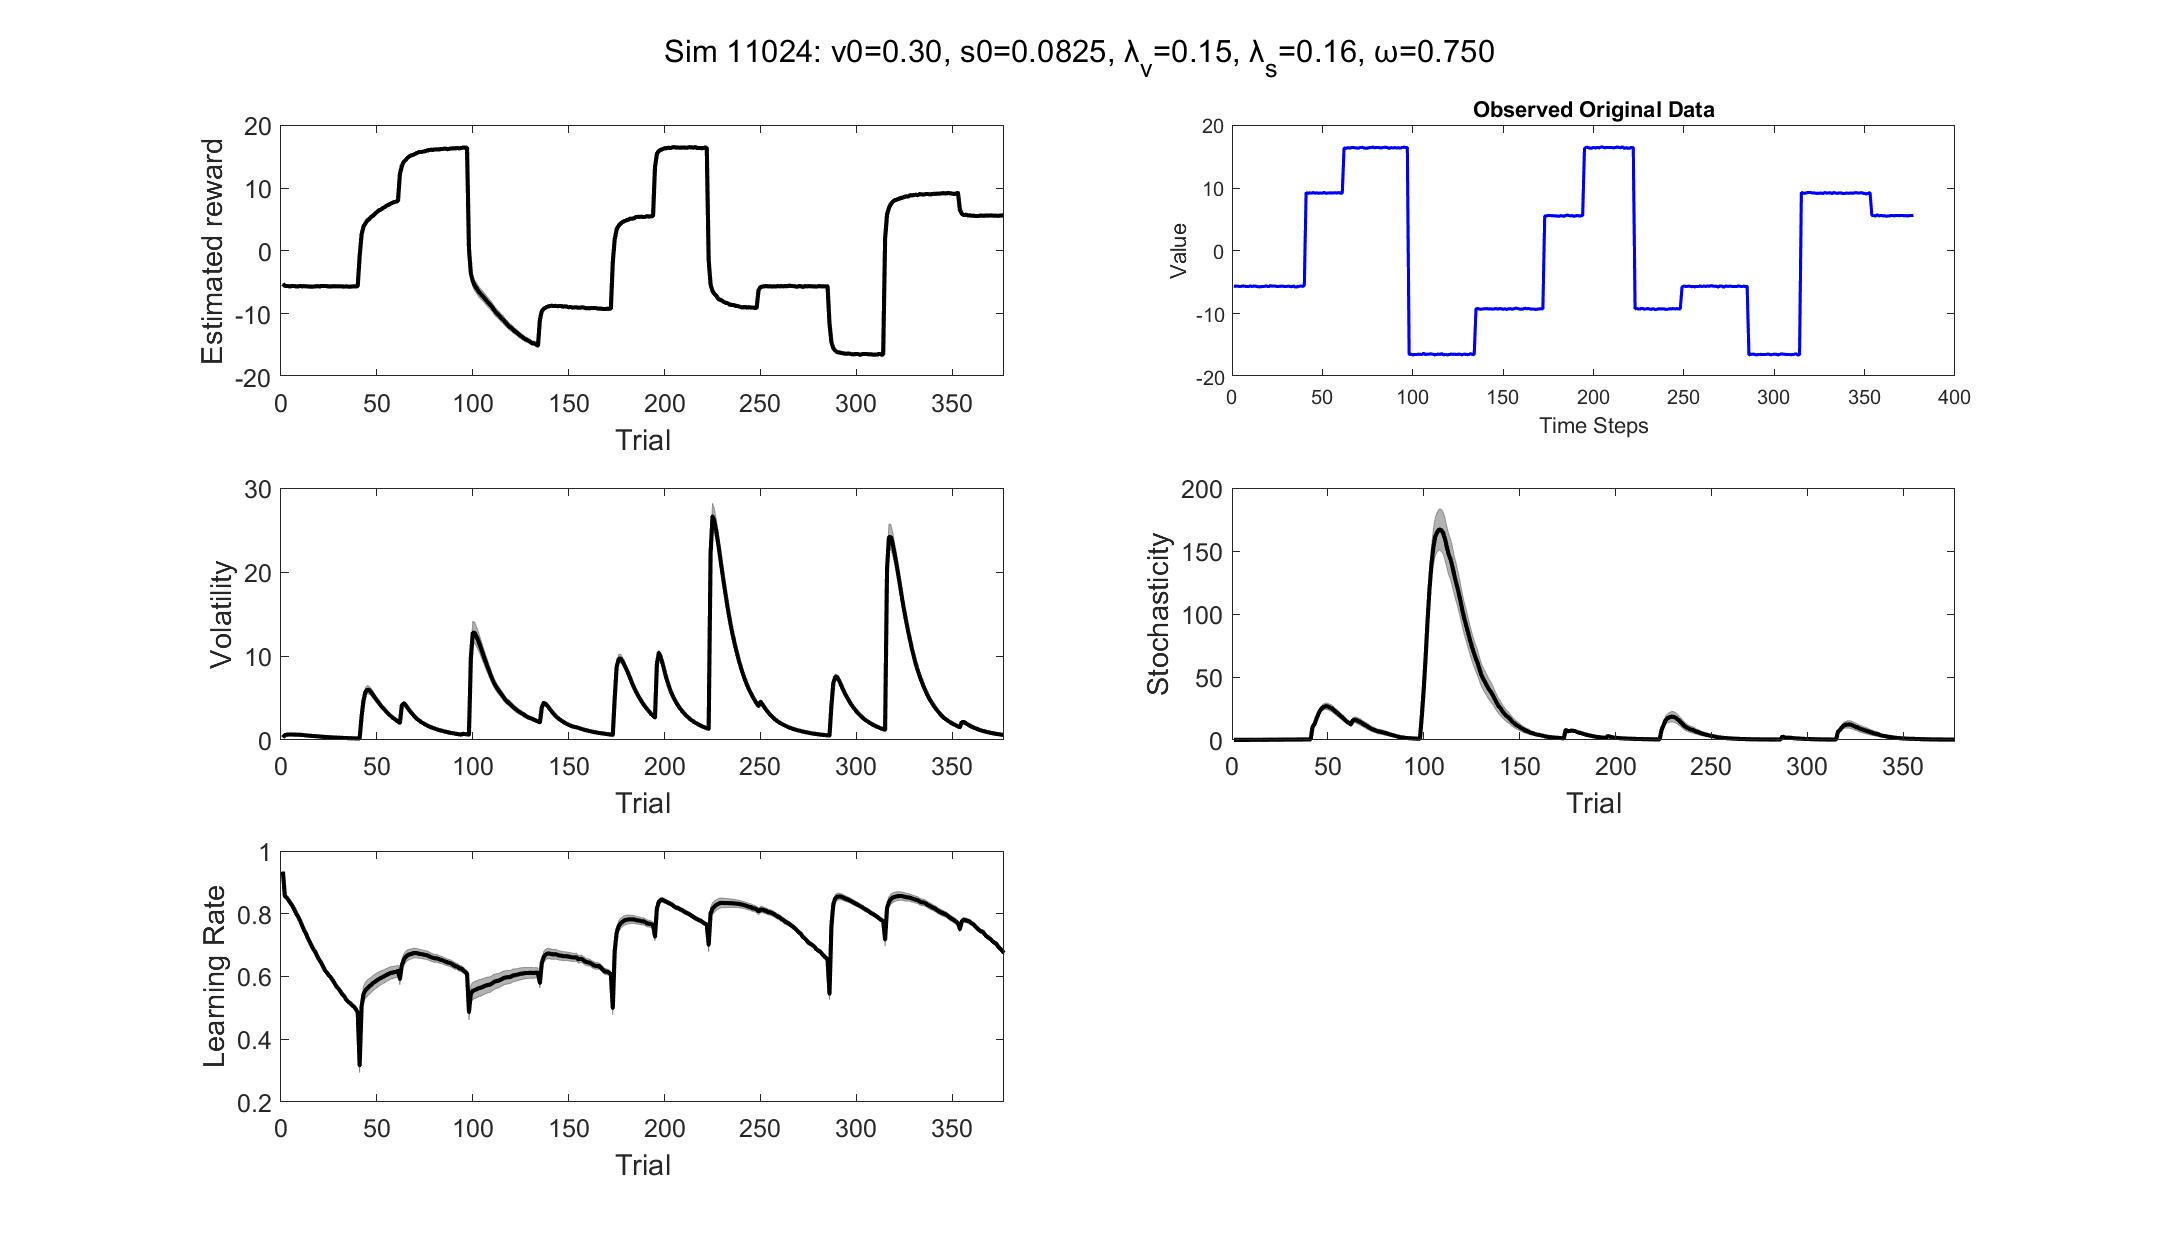 Sim 11024: v0=0.30, s0=0.0825, λ_v=0.15, λ_s=0.16, ω=0.750
Estimated reward
20
10
0
-10
-20
0 50 100 150 200 250 300 350
Trial
Observed Original Data
Value
20
10
0
-10
-20
0 50 100 150 200 250 300 350 400
Time Steps
Volatility
30
20
10
0
0 50 100 150 200 250 300 350
Trial
Stochasticity
200
150
100
50
0
0 50 100 150 200 250 300 350
Trial
Learning Rate
1
0.8
0.6
0.4
0.2
0 50 100 150 200 250 300 350
Trial